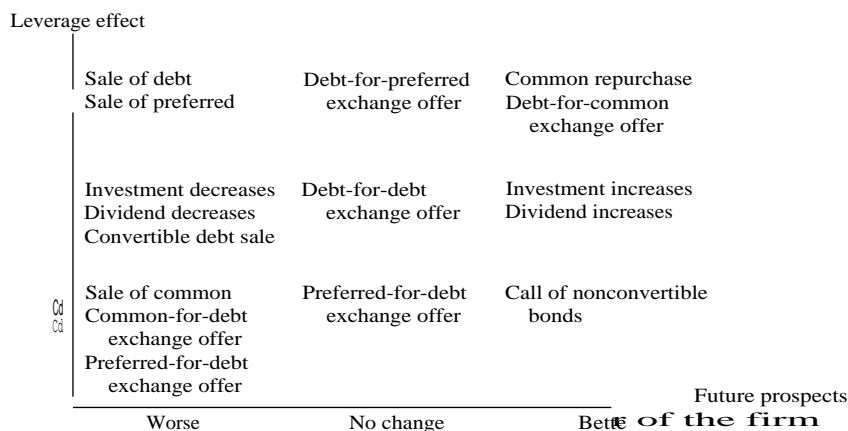 Leverage effect
Sale of debt
Sale of preferred
Debt-for-preferred
exchange offer
Common repurchase
Debt-for-common
exchange offer
Investment decreases
Dividend decreases
Convertible debt sale
Debt-for-debt
exchange offer
Investment increases
Dividend increases
Sale of common
Common-for-debt
exchange offer
Preferred-for-debt
exchange offer
Preferred-for-debt
exchange offer
Call of nonconvertible
bonds
Worse
No change
Better
Future prospects
of the firm